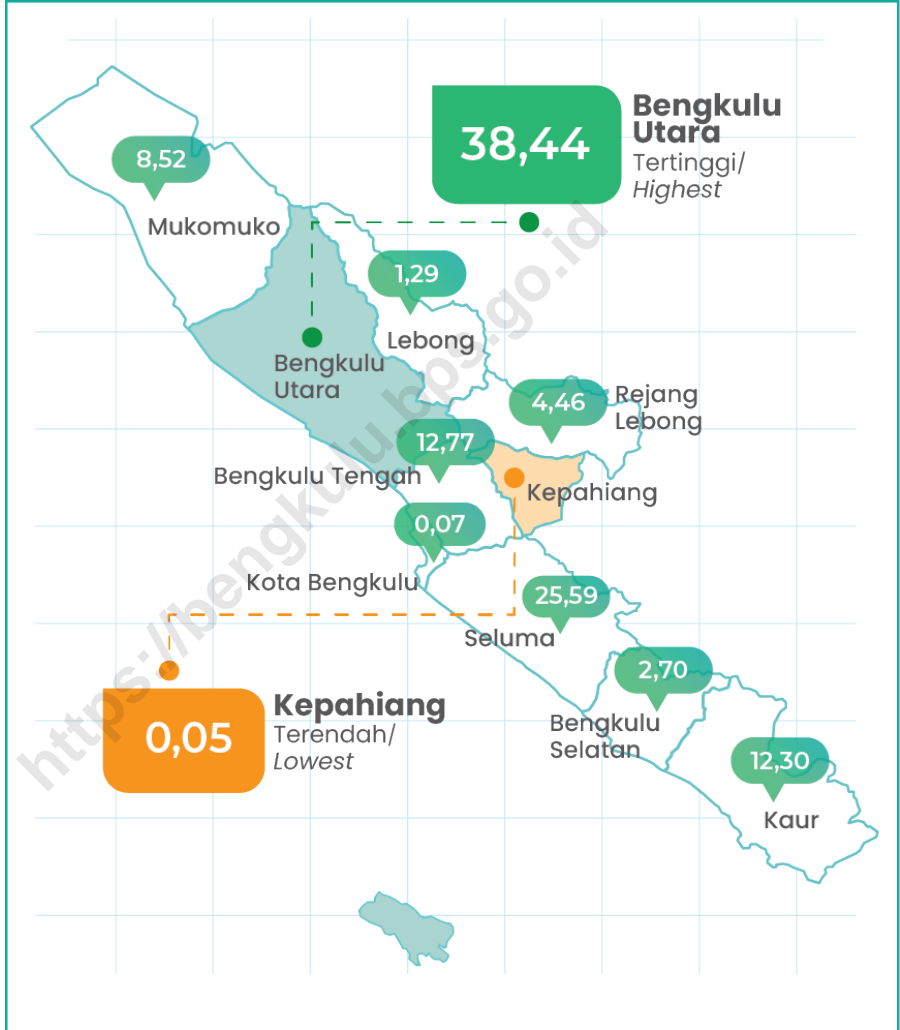 Bengkulu
Utara
38,44
Tertinggi/
Highest
8,52
Mukomuko
1,29
Lebong
Bengkulu
Utara
4,46
Rejang
Lebong
12,77
Bengkulu Tengah
Kepahiang
0,07
Kota Bengkulu
25,59
Seluma
2,70
Bengkulu
Selatan
Kepahiang
0,05
Terendah/
Lowest
12,30
Kaur
https://bengkulu.bps.go.id